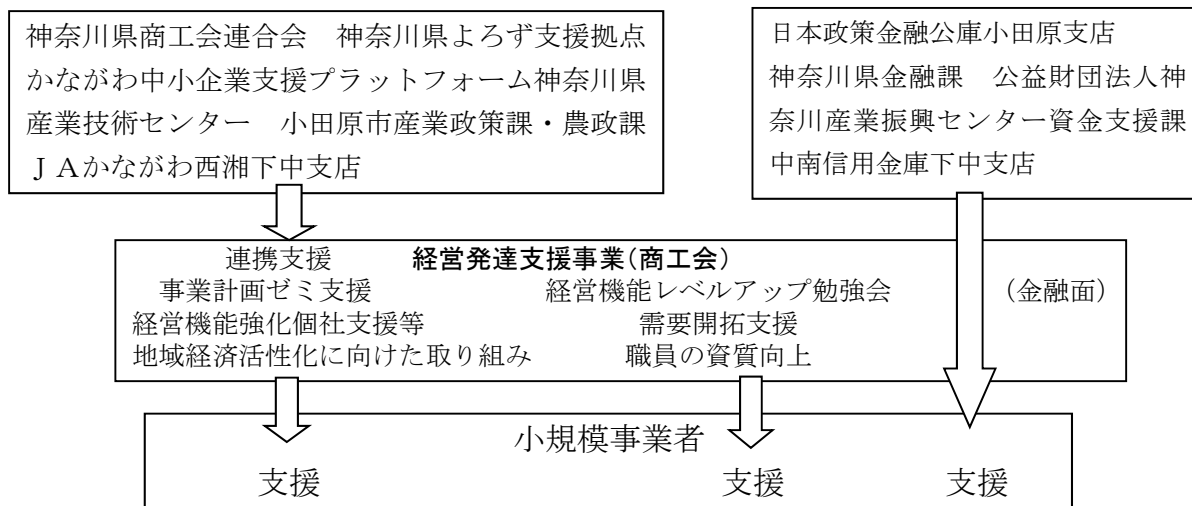 神奈川県商工会連合会　神奈川県よろず支援拠点
かながわ中小企業支援プラットフォーム神奈川県
産業技術センター　小田原市産業政策課・農政課
ＪＡかながわ西湘下中支店
日本政策金融公庫小田原支店
神奈川県金融課　公益財団法人神
奈川産業振興センター資金支援課
中南信用金庫下中支店
連携支援　経営発達支援事業(商工会)
事業計画ゼミ支援　経営機能レベルアップ勉強会　(金融面)
経営機能強化個社支援等　需要開拓支援
地域経済活性化に向けた取り組み　職員の資質向上
小規模事業者
支援　支援　支援